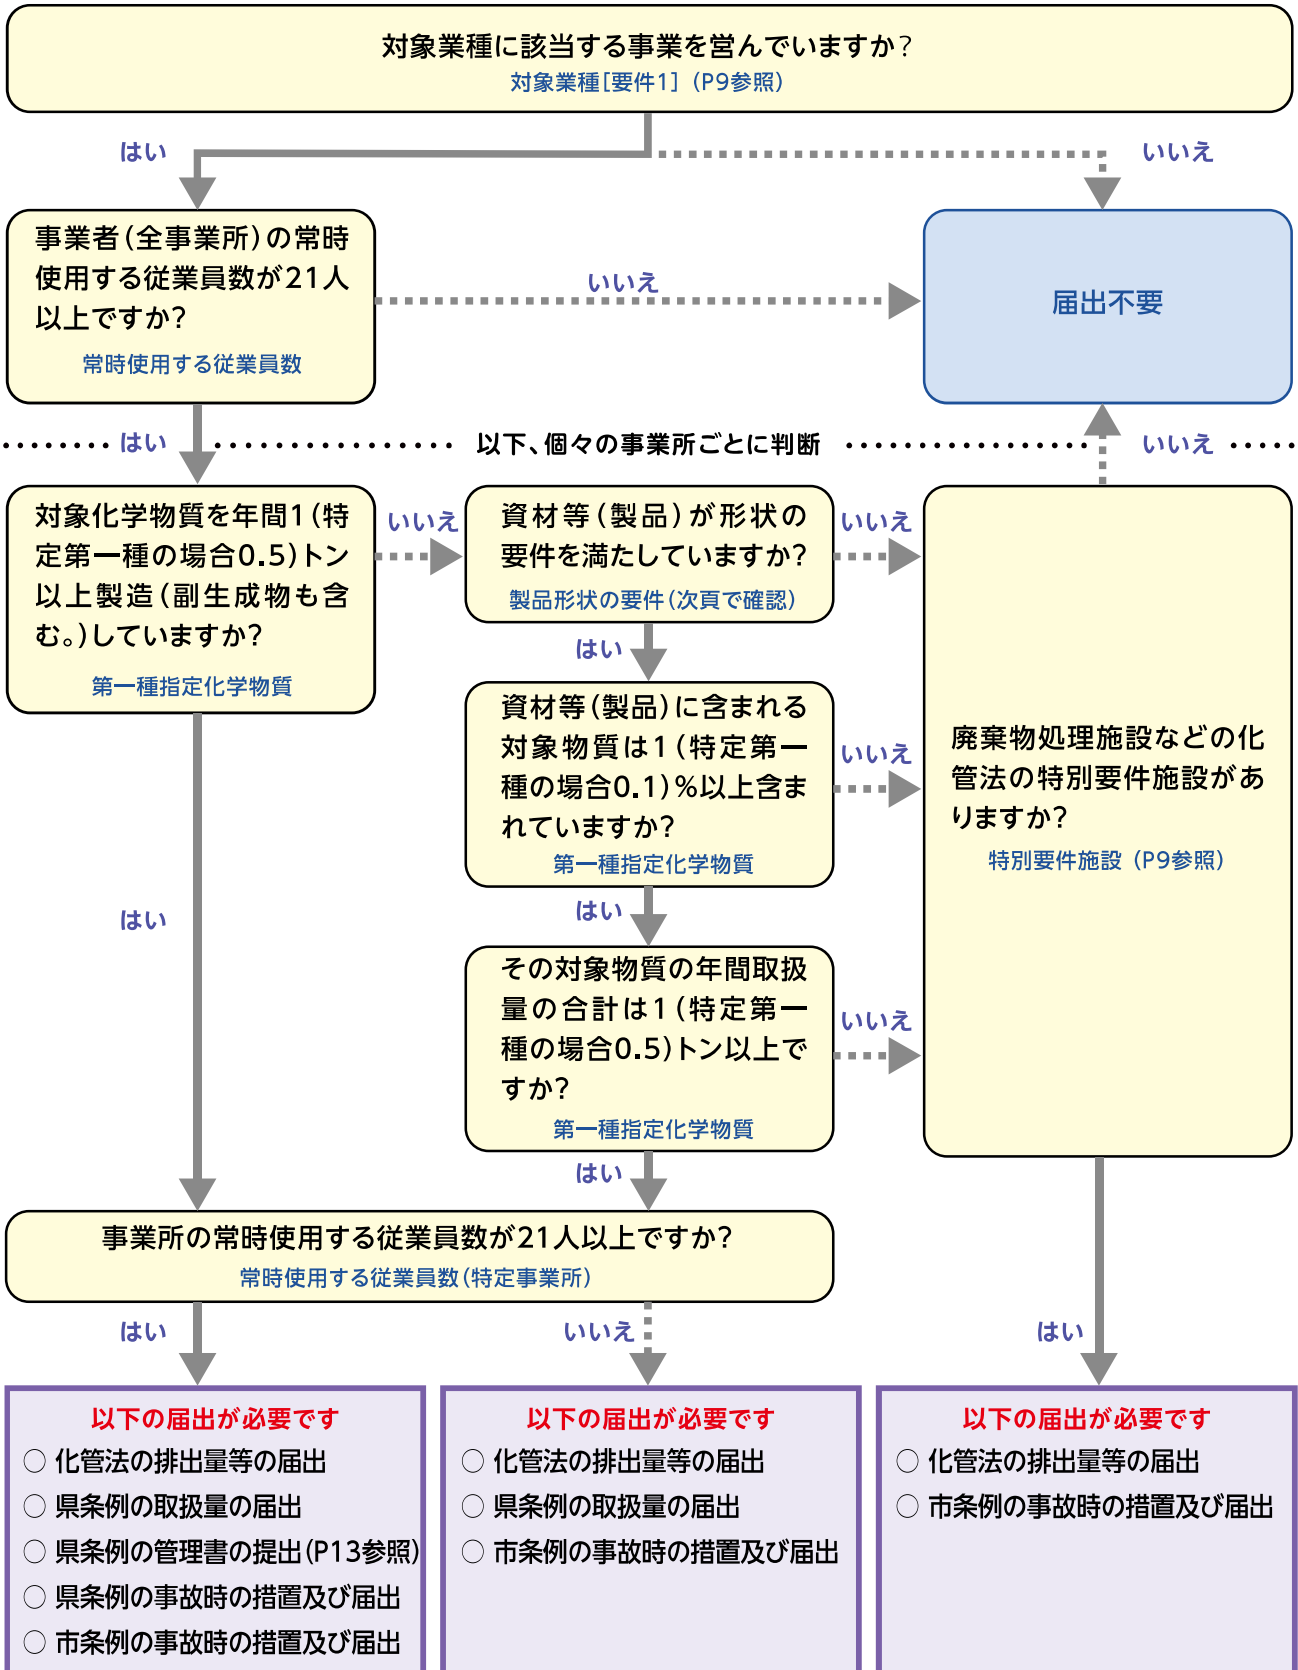 対象業種に該当する事業を営んでいますか?
対象業種[要件1]（P9参照）
はい
いいえ
事業者(全事業所)の常時
使用する従業員数が21人
以上ですか?
常時使用する従業員数
いいえ
届出不要
はい
以下、個々の事業所ごとに判断
いいえ
対象化学物質を年間1(特
定第一種の場合0.5)トン
以上製造(副生成物も含
む。)していますか?
第一種指定化学物質
いいえ
資材等(製品)が形状の
要件を満たしていますか?
製品形状の要件(次頁で確認)
いいえ
はい
資材等(製品)に含まれる
対象物質は1(特定第一
種の場合0.1)%以上含ま
れていますか?
第一種指定化学物質
いいえ
廃棄物処理施設などの化
管法の特別要件施設があ
りますか?
特別要件施設（P9参照）
はい
はい
その対象物質の年間取扱
量の合計は1(特定第一
種の場合0.5)トン以上で
すか?
第一種指定化学物質
いいえ
はい
事業所の常時使用する従業員数が21人以上ですか?
常時使用する従業員数(特定事業所)
はい
いいえ
はい
以下の届出が必要です
○ 化管法の排出量等の届出
○ 県条例の取扱量の届出
○ 県条例の管理書の提出(P13参照)
○ 県条例の事故時の措置及び届出
○ 市条例の事故時の措置及び届出
以下の届出が必要です
○ 化管法の排出量等の届出
○ 県条例の取扱量の届出
○ 市条例の事故時の措置及び届出
以下の届出が必要です
○ 化管法の排出量等の届出
○ 市条例の事故時の措置及び届出